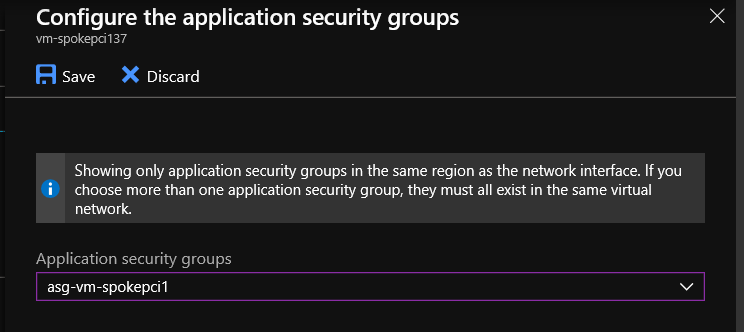 Configure the application security groups
vm-spokepci137
Save
Discard
Showing only application security groups in the same region as the network interface. If you
choose more than one application security group, they must all exist in the same virtual
network.
Application security groups
asg-vm-spokepci1